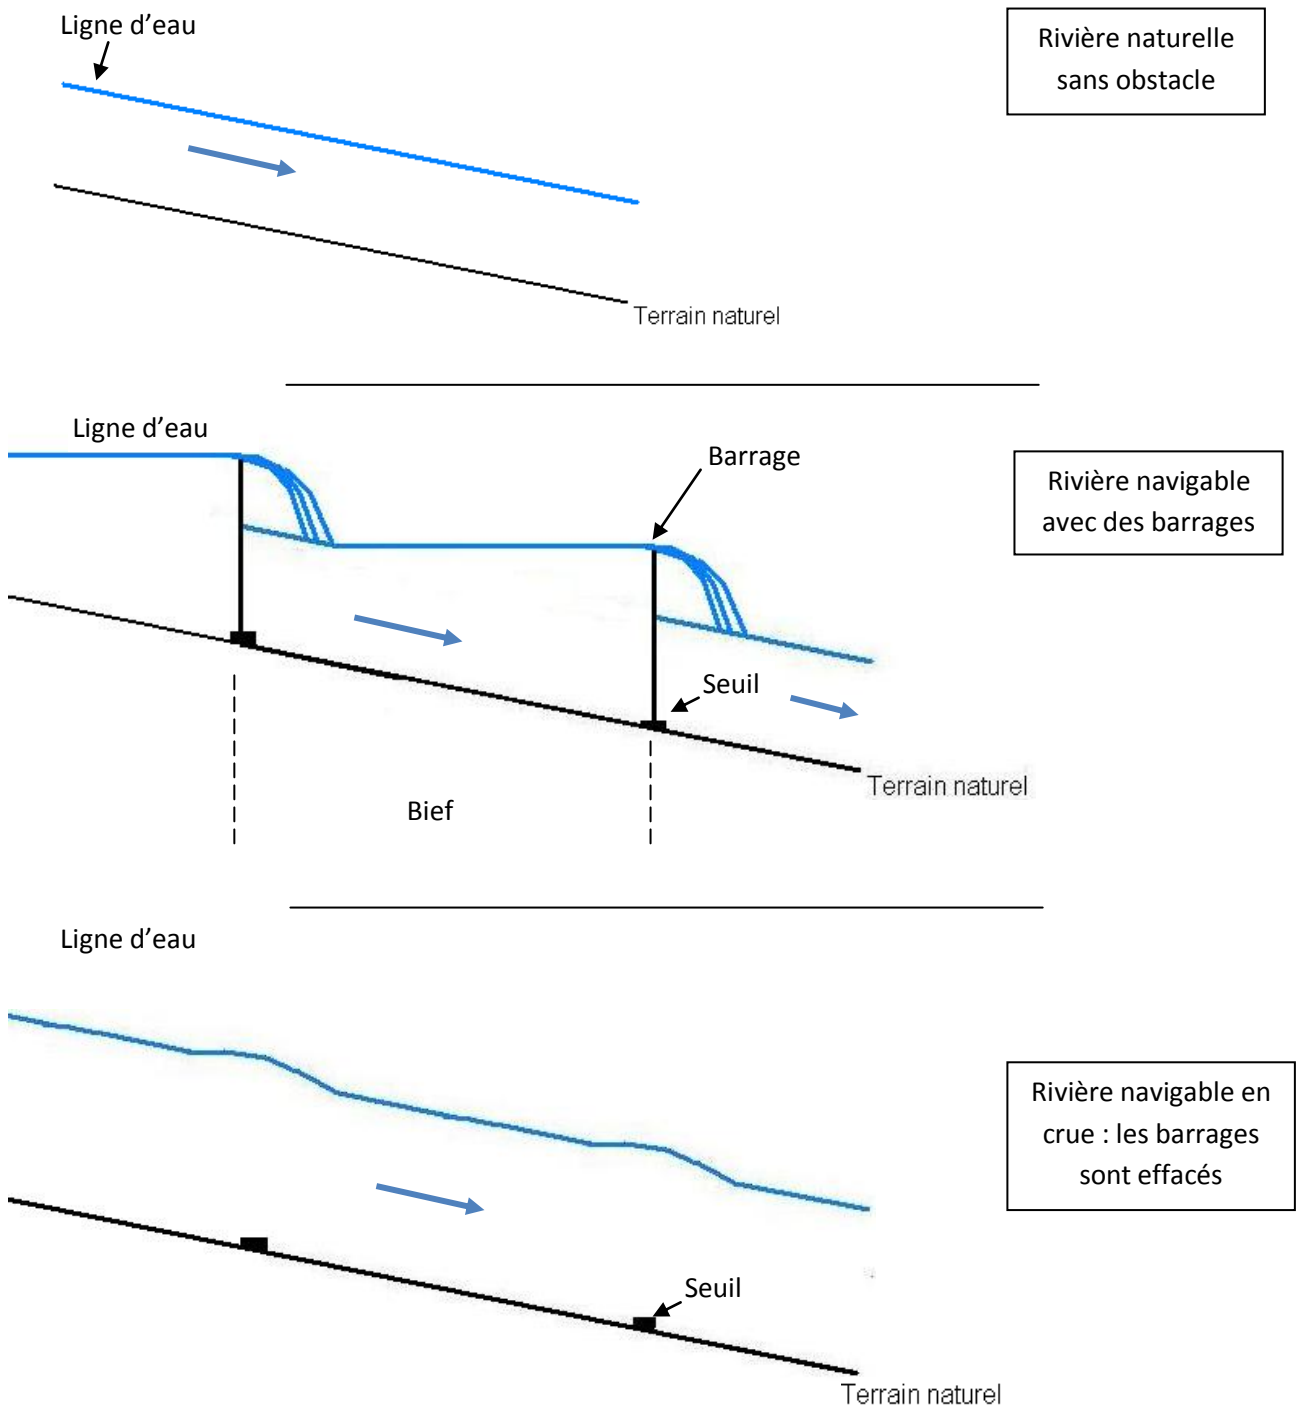 Ligne d’eau
Rivière naturelle
sans obstacle
Terrain naturel
Ligne d’eau
Barrage
Rivière navigable
avec des barrages
Seuil
Terrain naturel
Bief
Ligne d’eau
Rivière navigable en
crue : les barrages
sont effacés
Seuil
Terrain naturel